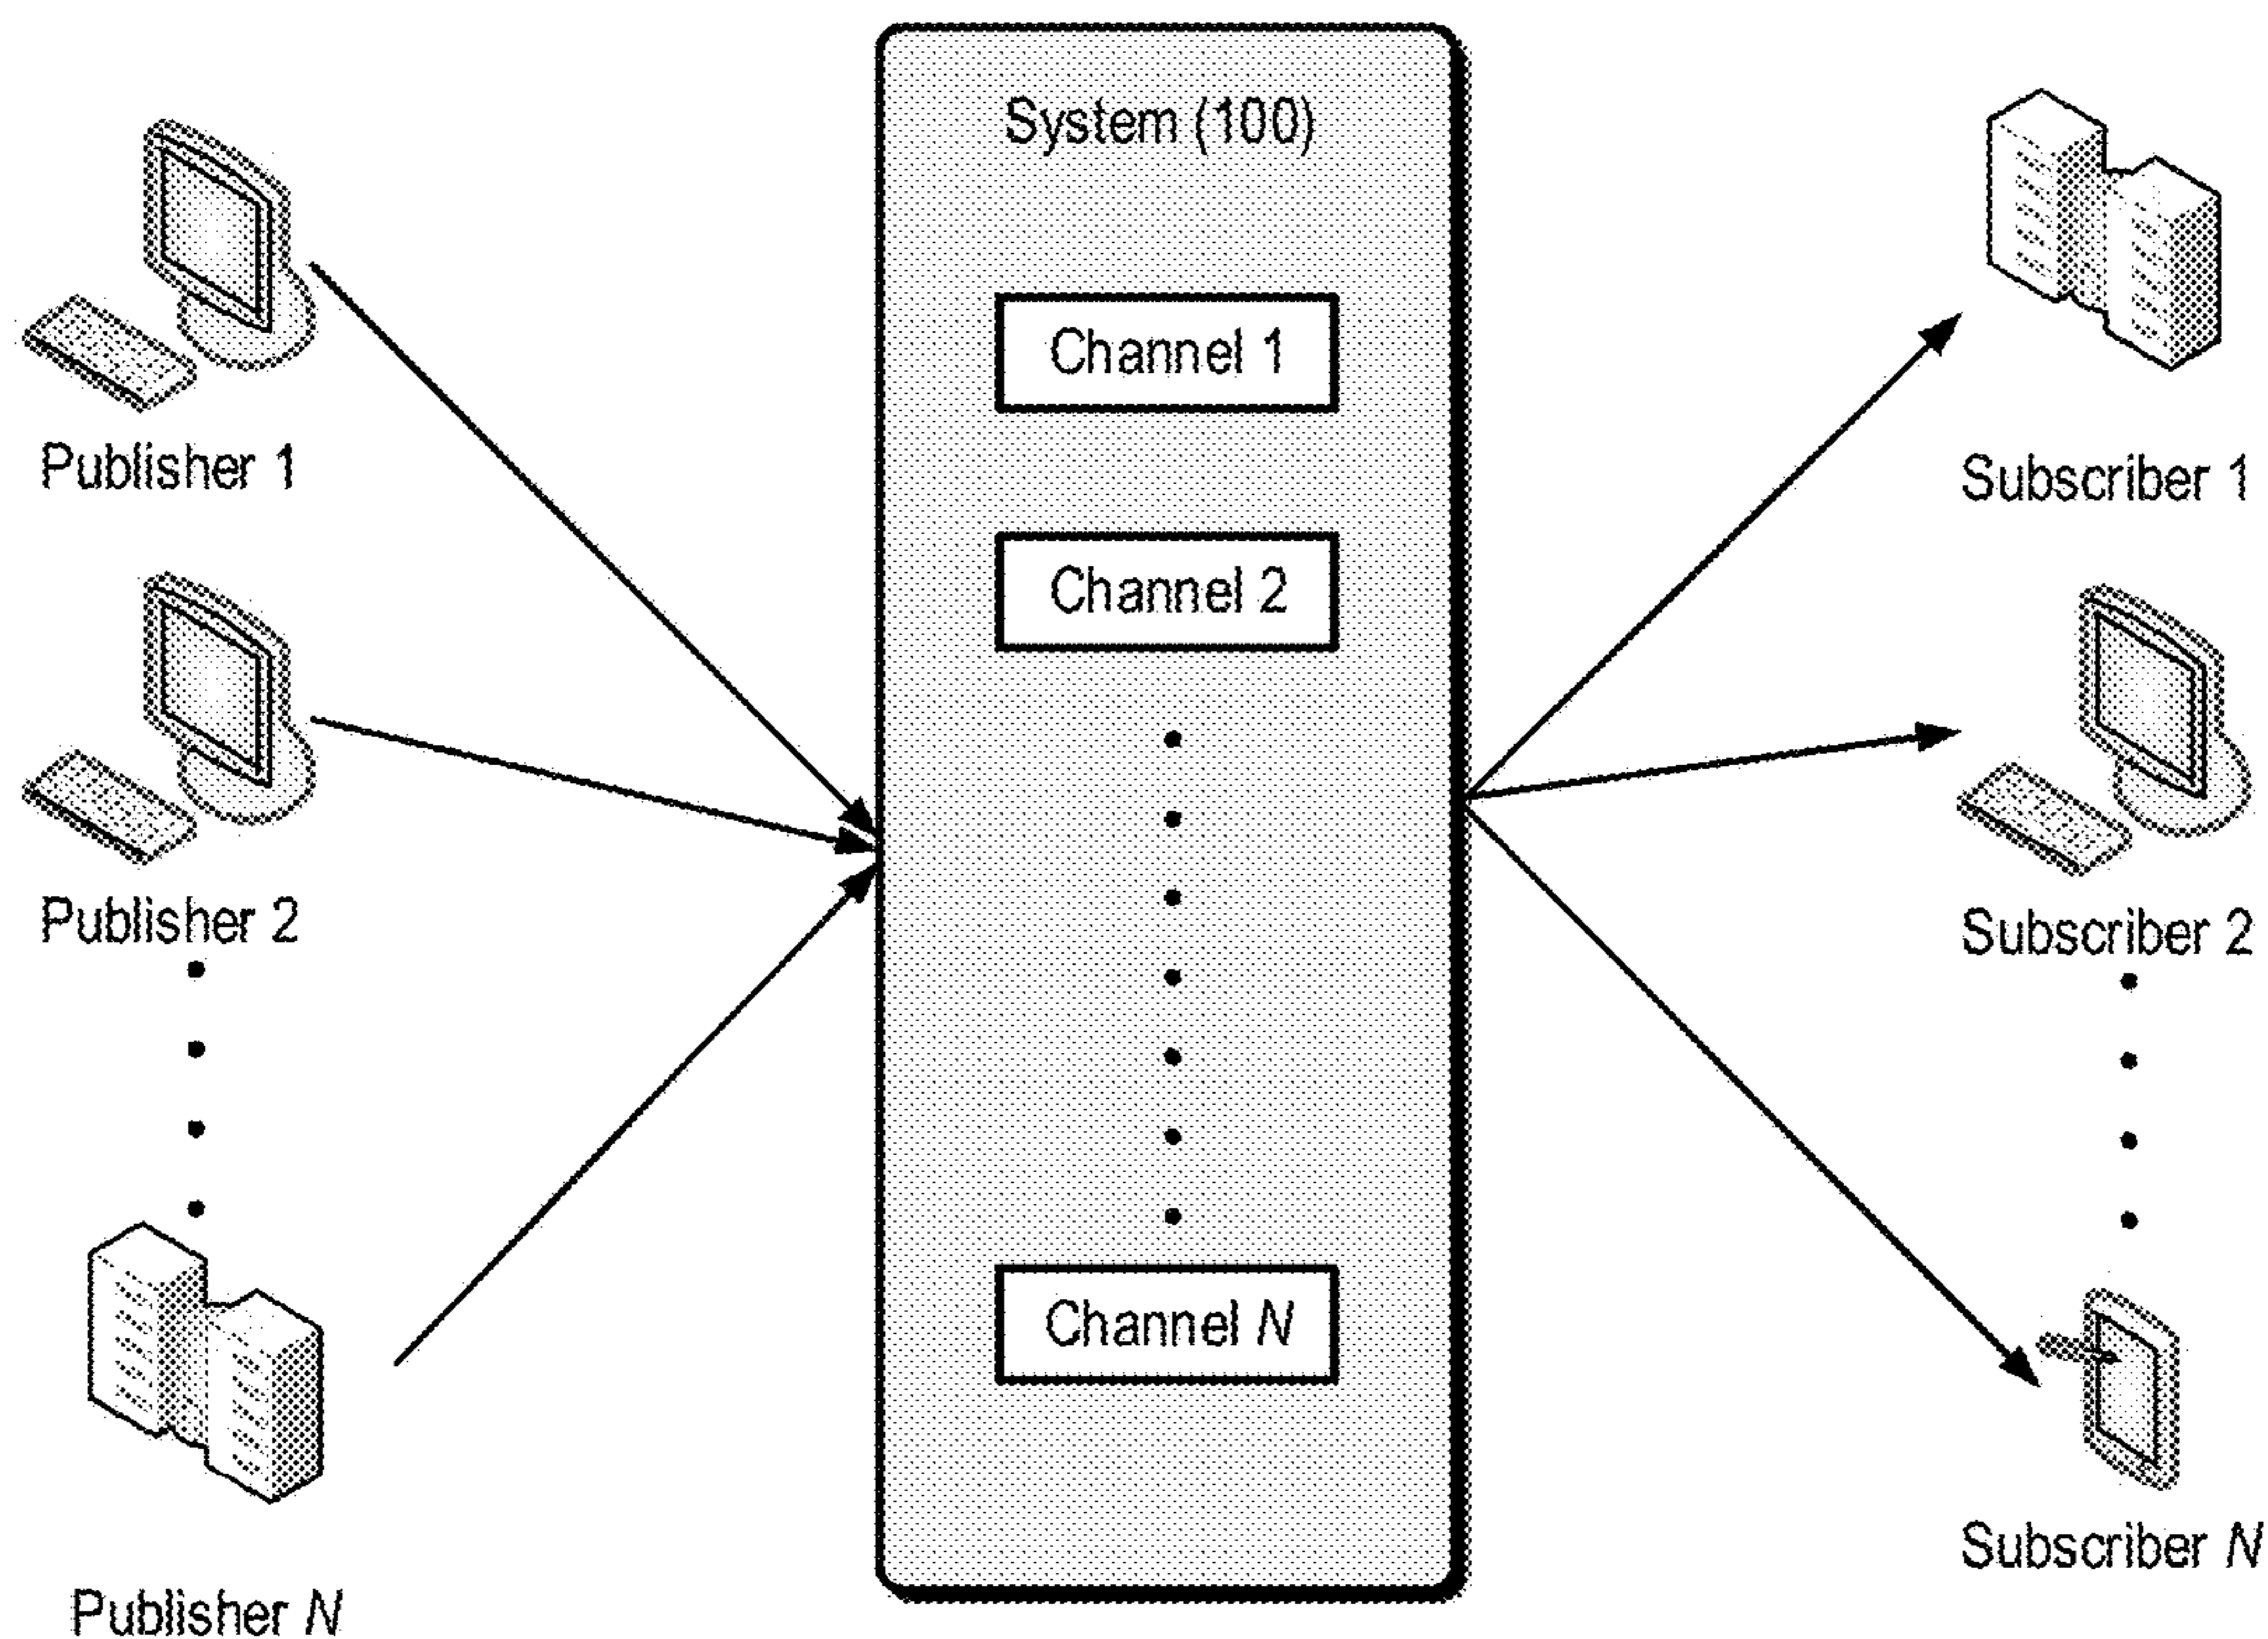 System (100)
Channel 1
Channel 2
Channel N
Publisher 1
Publisher 2
Publisher N
Subscriber 1
Subscriber 2
Subscriber N